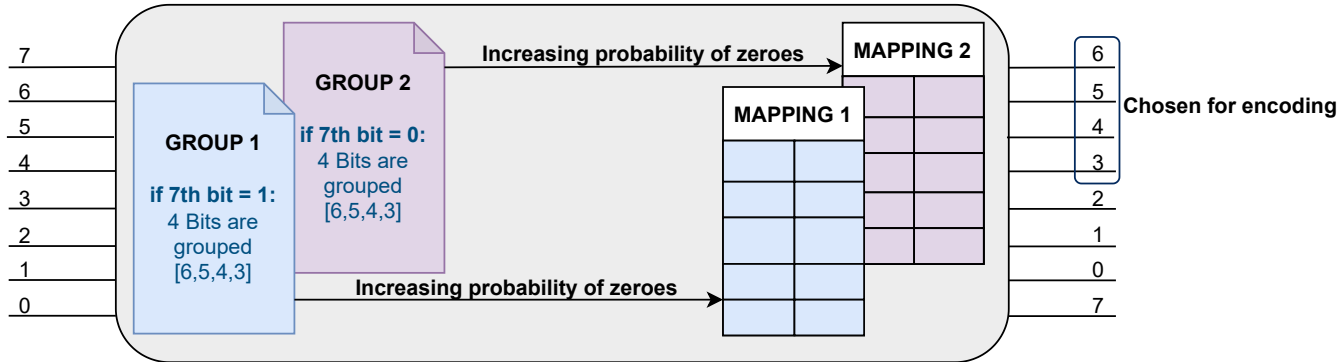 7
6
5
4
3
2
1
0
GROUP 2
if 7th bit = 0:
4 Bits are
grouped
[6,5,4,3]
GROUP 1
if 7th bit = 1:
4 Bits are
grouped
[6,5,4,3]
Increasing probability of zeroes
Increasing probability of zeroes
MAPPING 2
MAPPING 1
6
5
4
3
2
1
0
7
Chosen for encoding